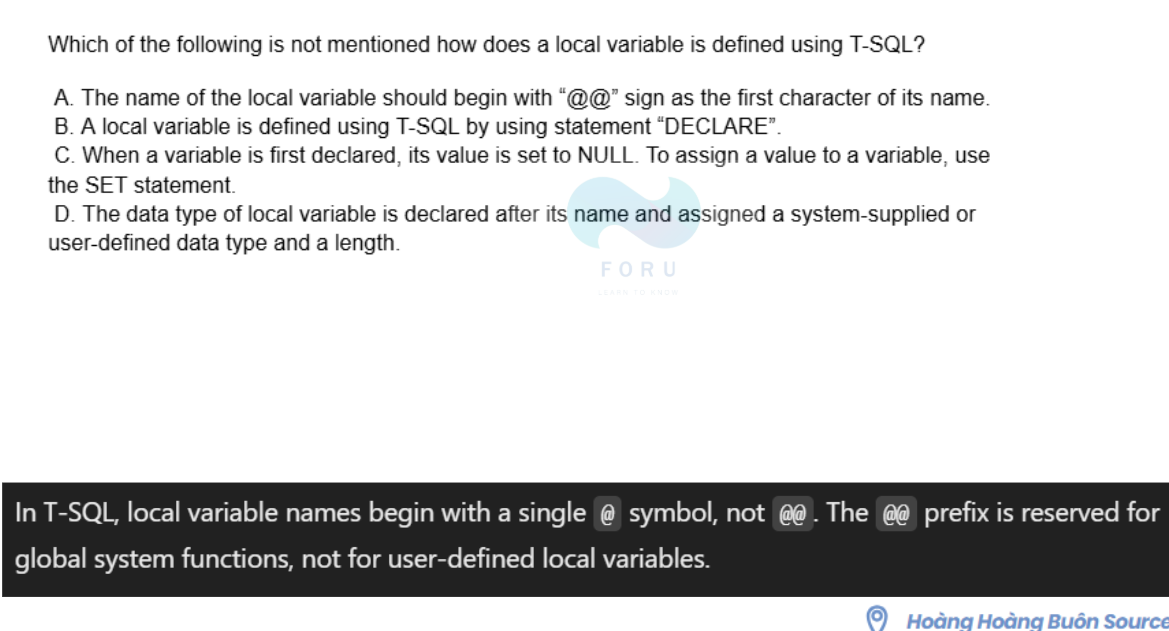 Which of the following is not mentioned how does a local variable is defined using T-SQL?
A. The name of the local variable should begin with “@@” sign as the first character of its name.
B. A local variable is defined using T-SQL by using statement “DECLARE”.
C. When a variable is first declared, its value is set to NULL. To assign a value to a variable, use
the SET statement.
D. The data type of local variable is declared after its name and assigned a system-supplied or
user-defined data type and a length.
FORU
LEARN TO KNOW
In T-SQL, local variable names begin with a single @ symbol, not @@. The @@ prefix is reserved for
global system functions, not for user-defined local variables.
Hoàng Hoàng Buôn Source